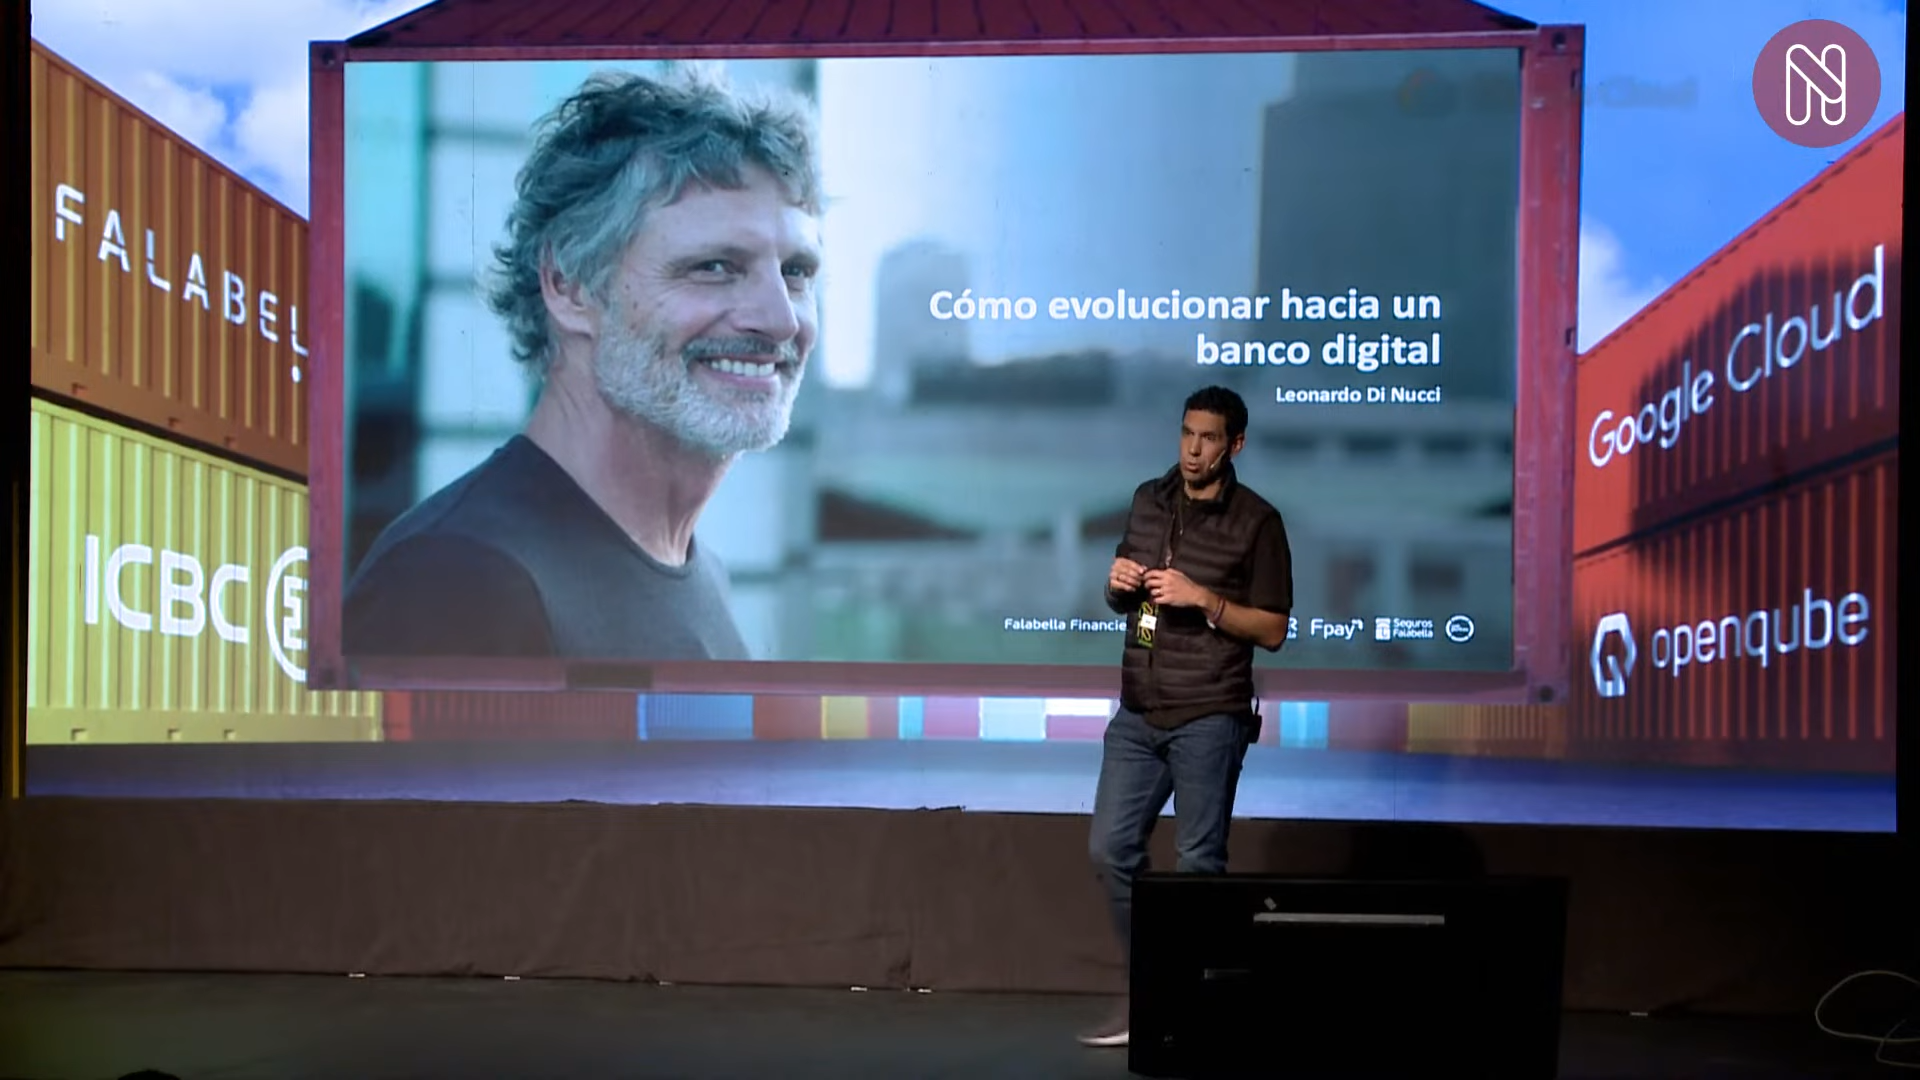 FALABEL
ICBC
Cómo evolucionar hacia un
banco digital
Leonardo Di Nucci
Falabella Financie
Fpay
Seguros
Falabella
Google Cloud
openqube
N